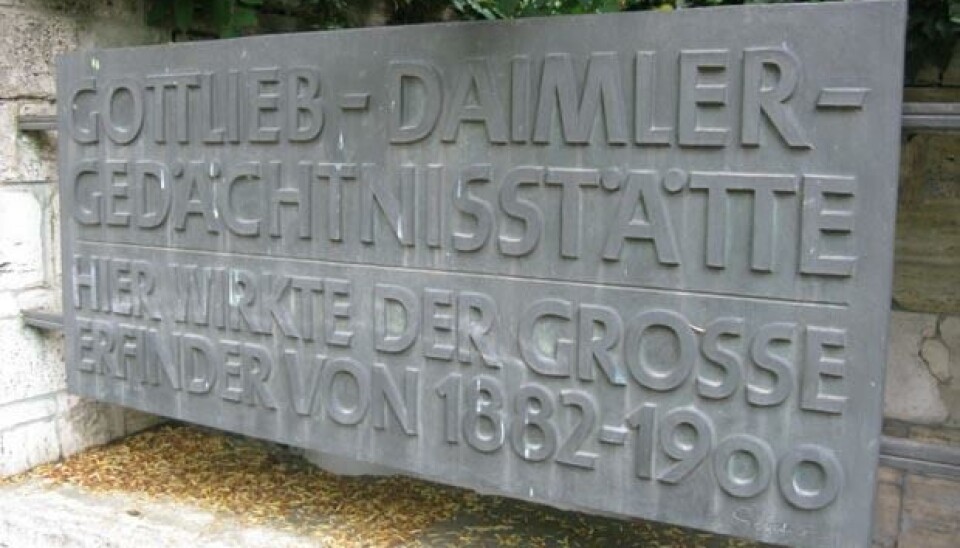 GOTTLIEB-DAIMLER-
GEDÄCHTNISSTÄTTE
HIER WIRKTE DER GROSSE
ERFINDER VON 1882-1900